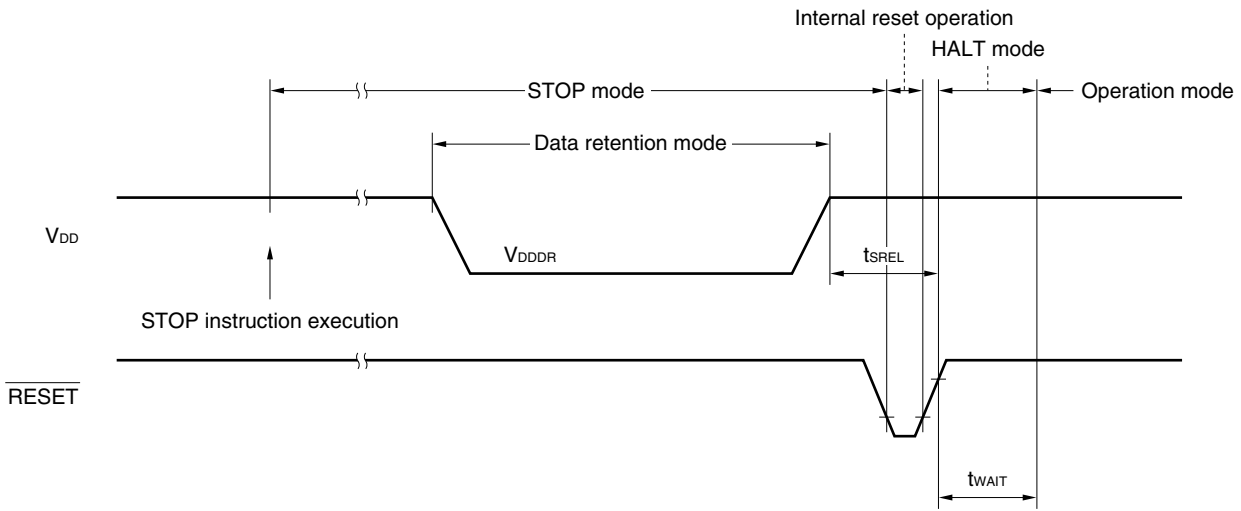 Internal reset operation
HALT mode
STOP mode
Operation mode
Data retention mode
VDD
VDDDR
tSREL
STOP instruction execution
RESET
tWAIT